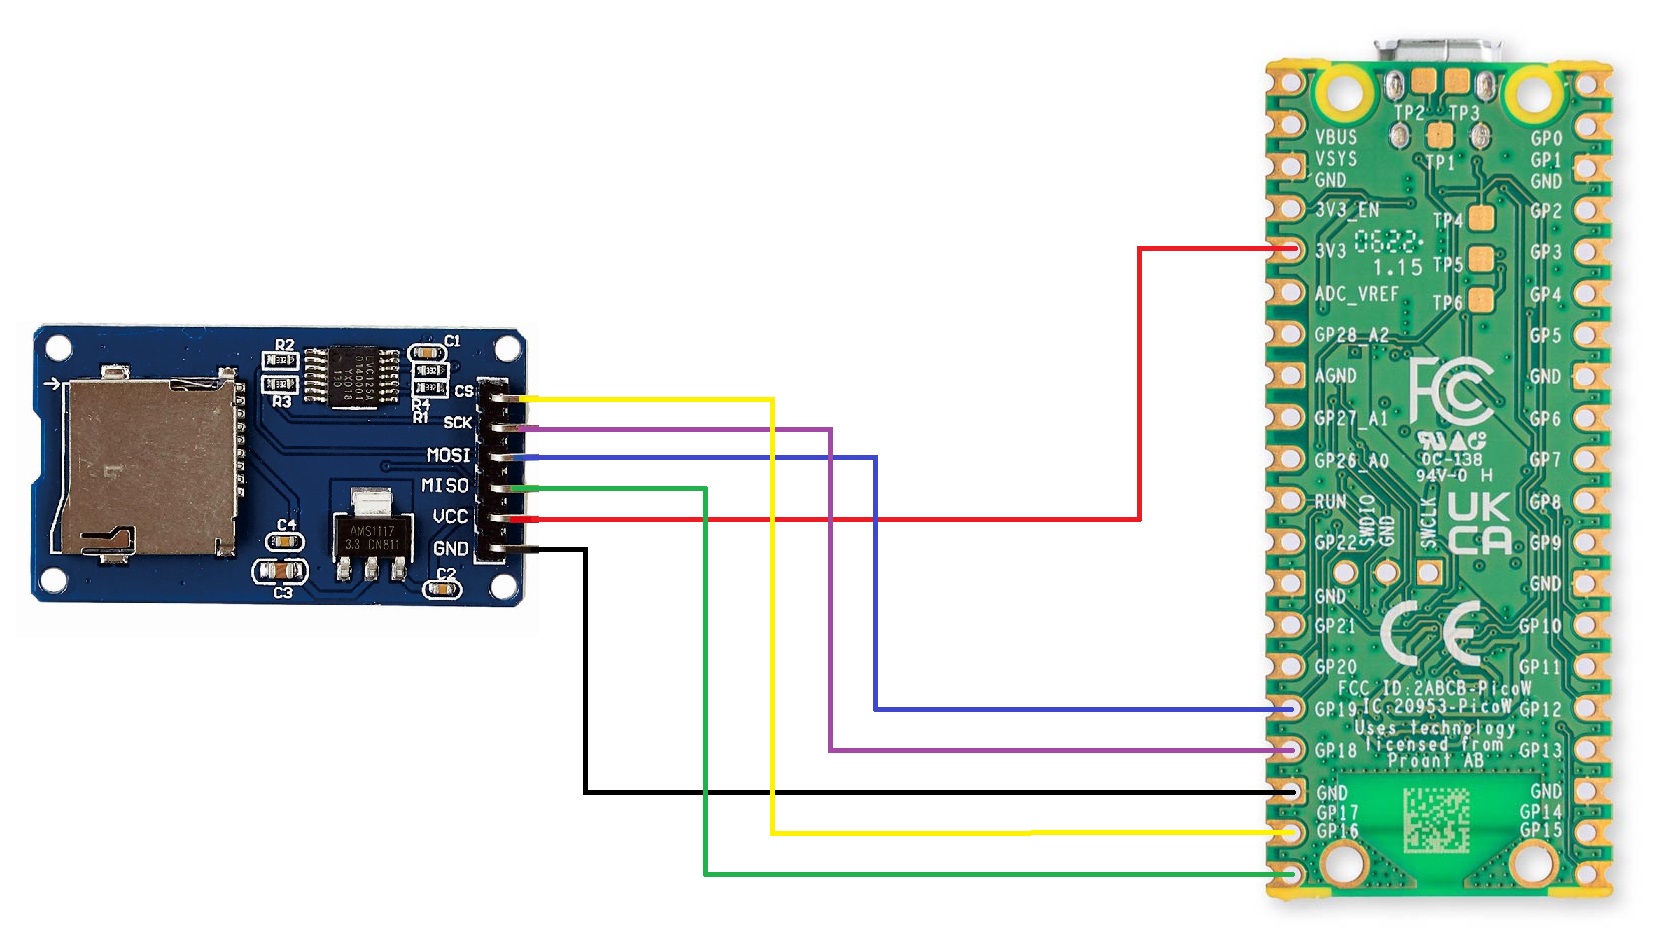 R2
R3
C1
R4
R1
CS
SCK
MOSI
MISO
VCC
GND
C4
C3
C2
AMS1117
3.3 DN811
TP2 TP3
TP1
TP4
TP5
TP6
VBUS
VSYS
GND
3V3_EN
3V3
0622
1.15
ADC_VREF
GP28_A2
AGND
GP27_A1
GP26_A0
RUN
GP22
GND
GP21
GP20
GP19
GP18
GND
GP17
GP16
GP0
GP1
GND
GP2
GP3
GP4
GP5
GND
GP6
GP7
GP8
GP9
GND
GP10
GP11
GP12
GP13
GND
GP14
GP15
FC
0C-138
94V-0 H
SWDIO
GND
SWCLK
UK
CA
CE
FCC ID:2ABCB-PicoW
IC:20953-PicoW
Uses technology
licensed from
Proant AB